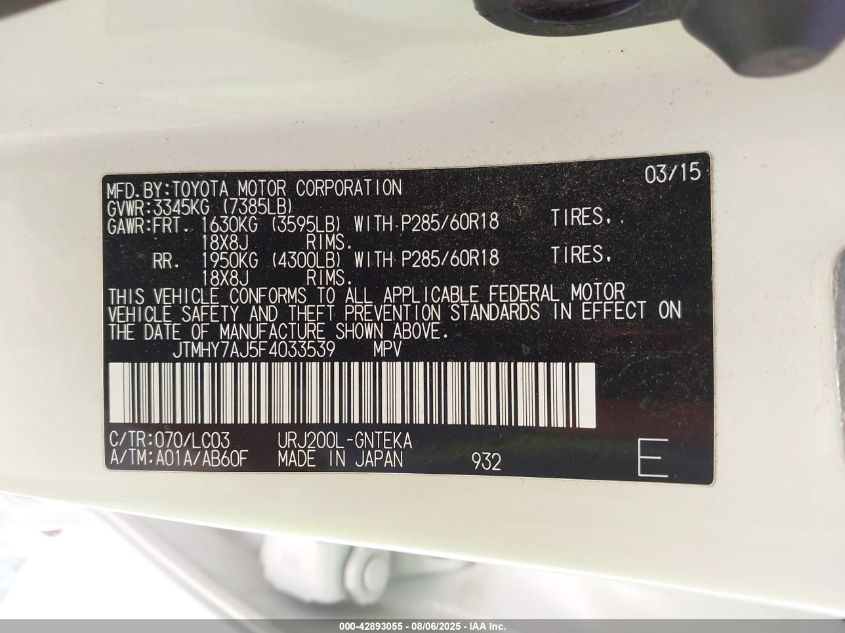 MFD.BY:TOYOTA MOTOR CORPORATION 03/15
GVWR:3345KG (7385LB)
GAWR:FRT. 1630KG (3595LB) WITH P285/60R18 TIRES.
18X8J RIMS.
RR. 1950KG (4300LB) WITH P285/60R18 TIRES.
18X8J RIMS.
THIS VEHICLE CONFORMS TO ALL APPLICABLE FEDERAL MOTOR
VEHICLE SAFETY AND THEFT PREVENTION STANDARDS IN EFFECT ON
THE DATE OF MANUFACTURE SHOWN ABOVE.
JTMHY7AJ5F4033539 MPV
C/TR:070/LC03 URJ200L-GNTEKA
A/TM:A01A/AB60F MADE IN JAPAN 932 E
000-42893055 - 08/06/2025 - IAA Inc.